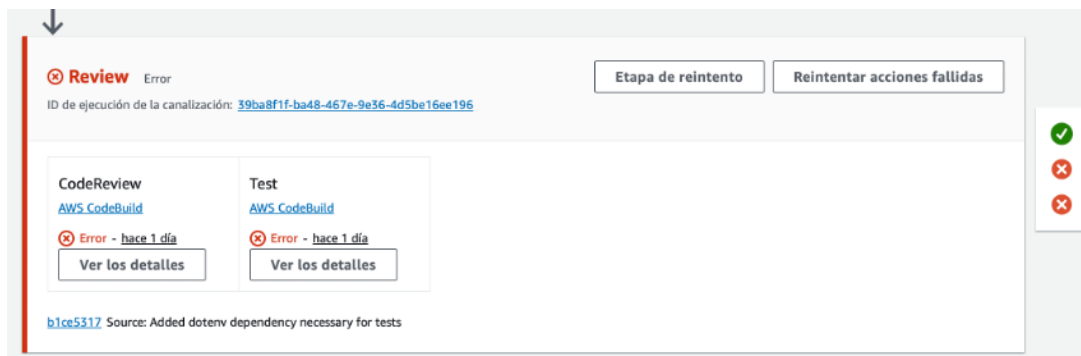 Review Error
Etapa de reintento
Reintentar acciones fallidas
ID de ejecución de la canalización: 39ba8f1f-ba48-467e-9e36-4d5be16ee196
CodeReview
AWS CodeBuild
Error - hace 1 día
Ver los detalles
Test
AWS CodeBuild
Error - hace 1 día
Ver los detalles
b1ce5317 Source: Added dotenv dependency necessary for tests